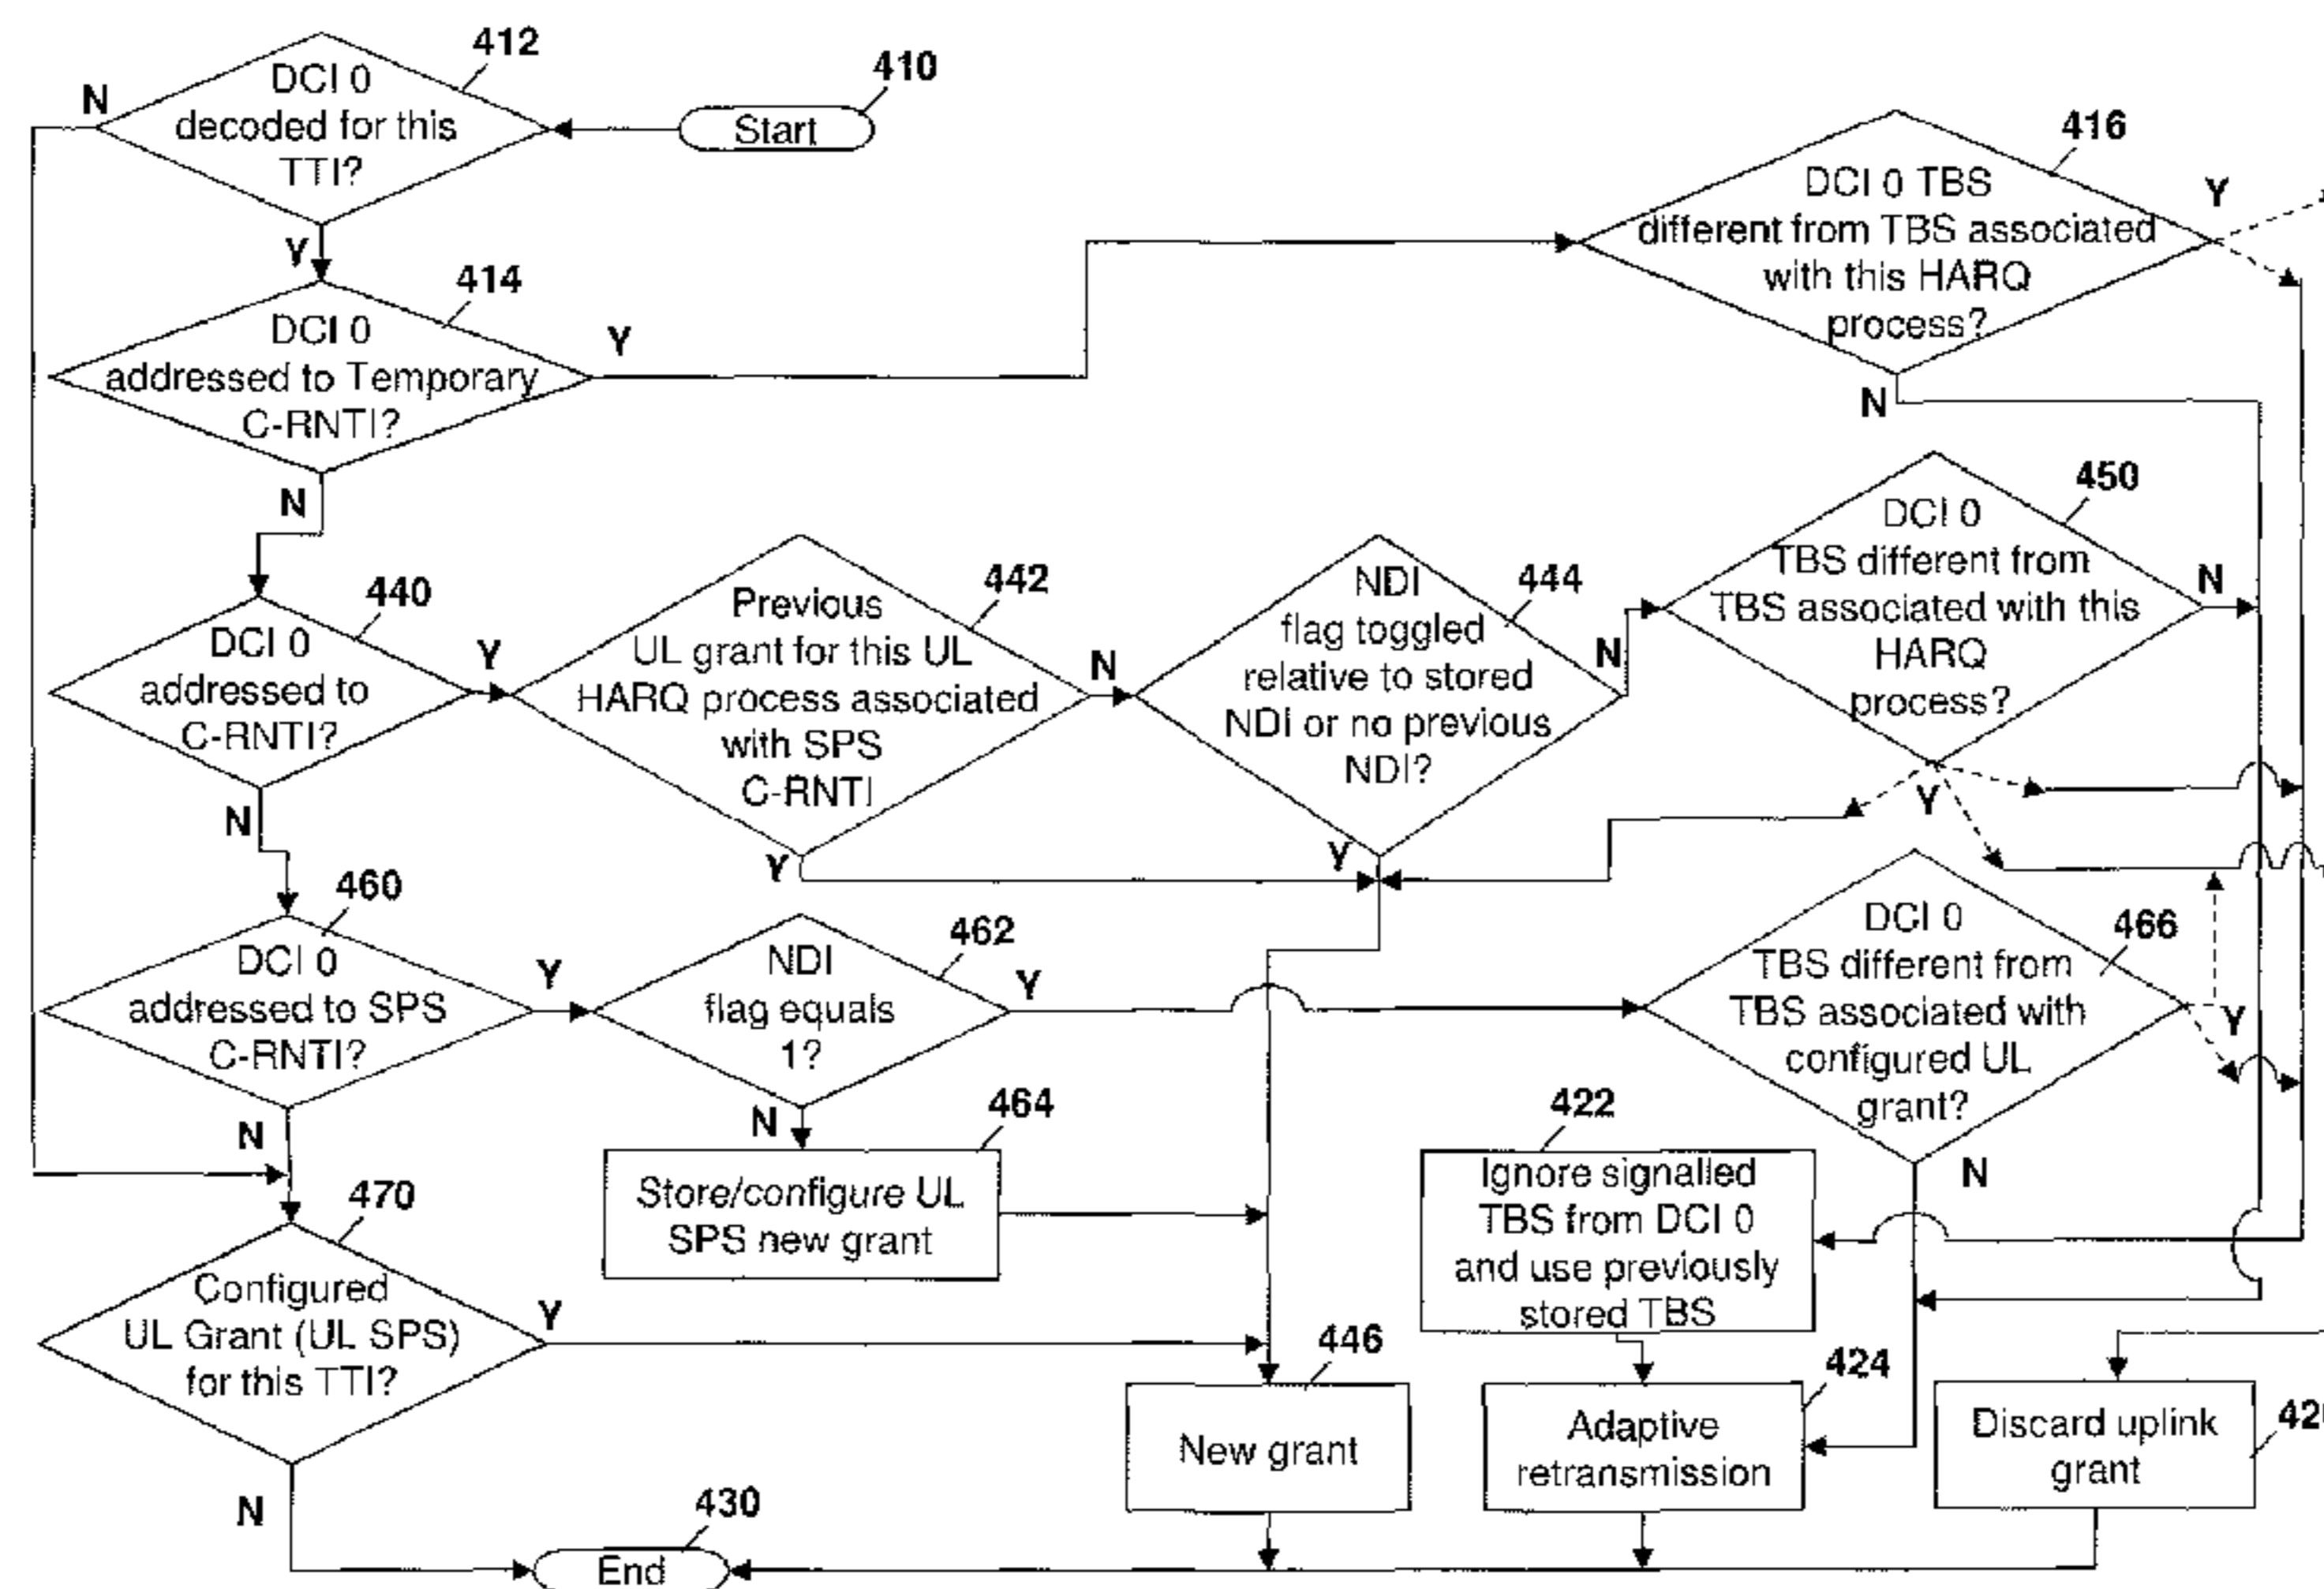 412
DCI 0
decoded for this
TTI?
N
Y
410
Start
416
DCI 0 TBS
different from TBS associated
with this HARQ
process?
Y
N
414
DCI 0
addressed to Temporary
C-RNTI?
Y
N
440
DCI 0
addressed to
C-RNTI?
Y
N
442
Previous
UL grant for this UL
HARQ process associated
with SPS
C-RNTI
N
Y
444
NDI
flag toggled
relative to stored
NDI or no previous
NDI?
N
Y
450
DCI 0
TBS different from
TBS associated with this
HARQ
process?
N
Y
460
DCI 0
addressed to SPS
C-RNTI?
Y
N
462
NDI
flag equals
1?
Y
N
466
DCI 0
TBS different from
TBS associated with
configured UL
grant?
Y
N
464
Store/configure UL
SPS new grant
422
Ignore signalled
TBS from DCI 0
and use previously
stored TBS
470
Configured
UL Grant (UL SPS)
for this TTI?
Y
N
446
New grant
424
Adaptive
retransmission
Discard uplink
grant
430
End